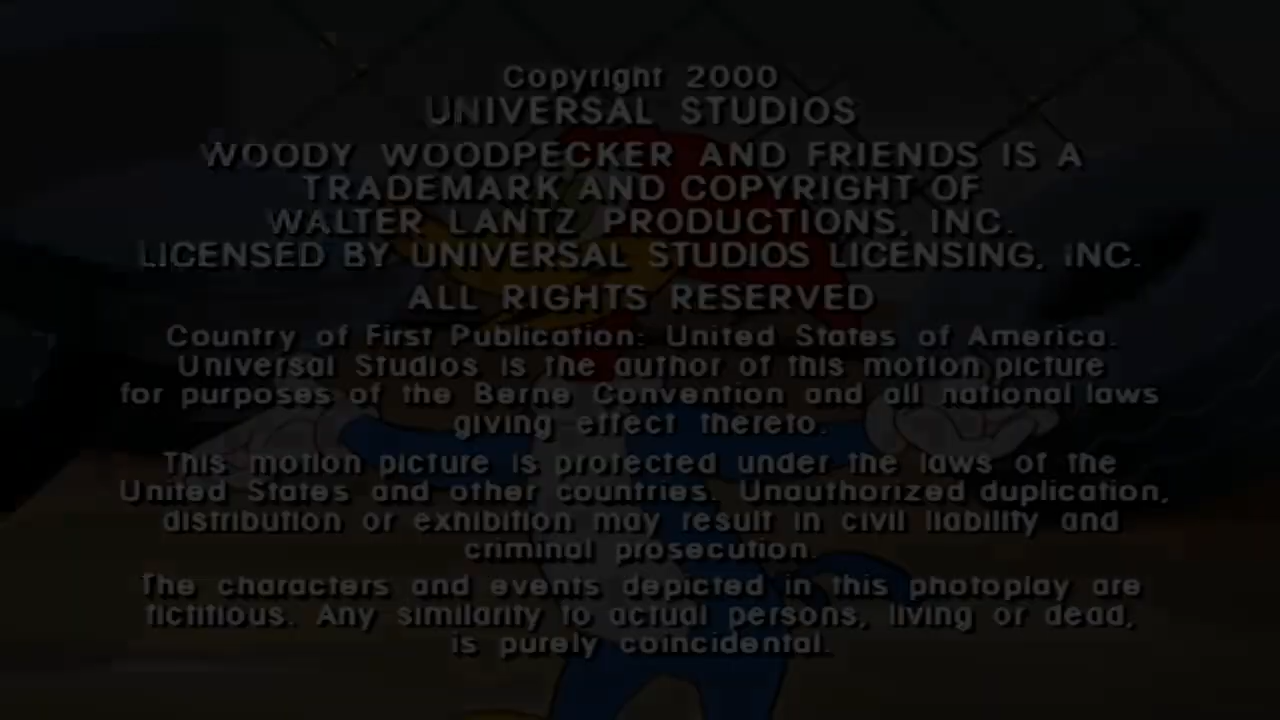 Copyright 2000
UNIVERSAL STUDIOS
WOODY WOODPECKER AND FRIENDS IS A
TRADEMARK AND COPYRIGHT OF
WALTER LANTZ PRODUCTIONS, INC.
LICENSED BY UNIVERSAL STUDIOS LICENSING, INC.
ALL RIGHTS RESERVED
Country of First Publication: United States of America.
Universal Studios is the author of this motion picture
for purposes of the Berne Convention and all national laws
giving effect thereto.
This motion picture is protected under the laws of the
United States and other countries. Unauthorized duplication,
distribution or exhibition may result in civil liability and
criminal prosecution.
The characters and events depicted in this photoplay are
fictitious. Any similarity to actual persons, living or dead,
is purely coincidental.